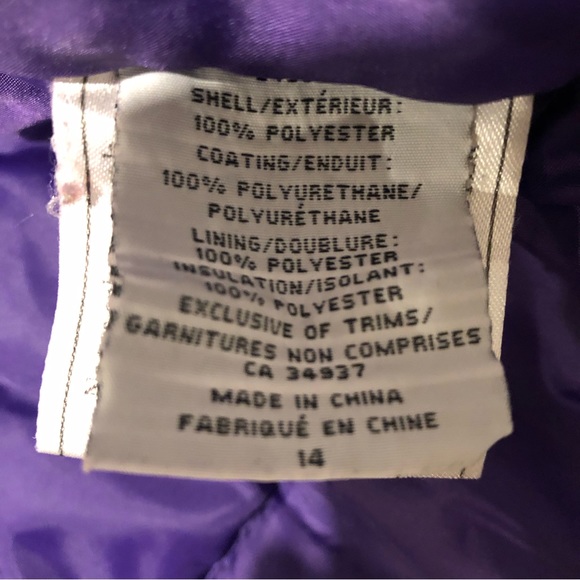 SHELL/EXTÉRIEUR:
100% POLYESTER
COATING/ENDUIT:
100% POLYURETHANE/
POLYURÉTHANE
LINING/DOUBLURE:
100% POLYESTER
INSULATION/ISOLANT:
100% POLYESTER
EXCLUSIVE OF TRIMS/
GARNITURES NON COMPRISES
CA 34937
MADE IN CHINA
FABRIQUÉ EN CHINE
14